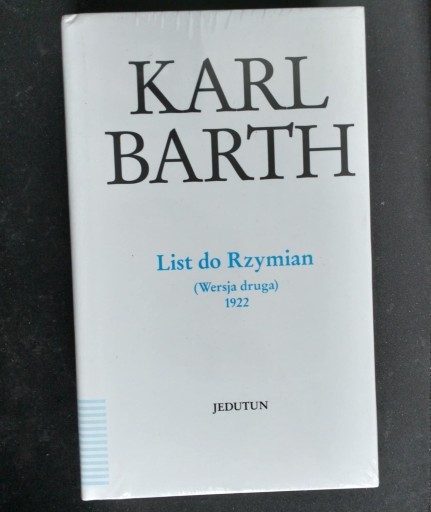 KARL
BARTH
List do Rzymian
(Wersja druga)
1922
JEDUTUN